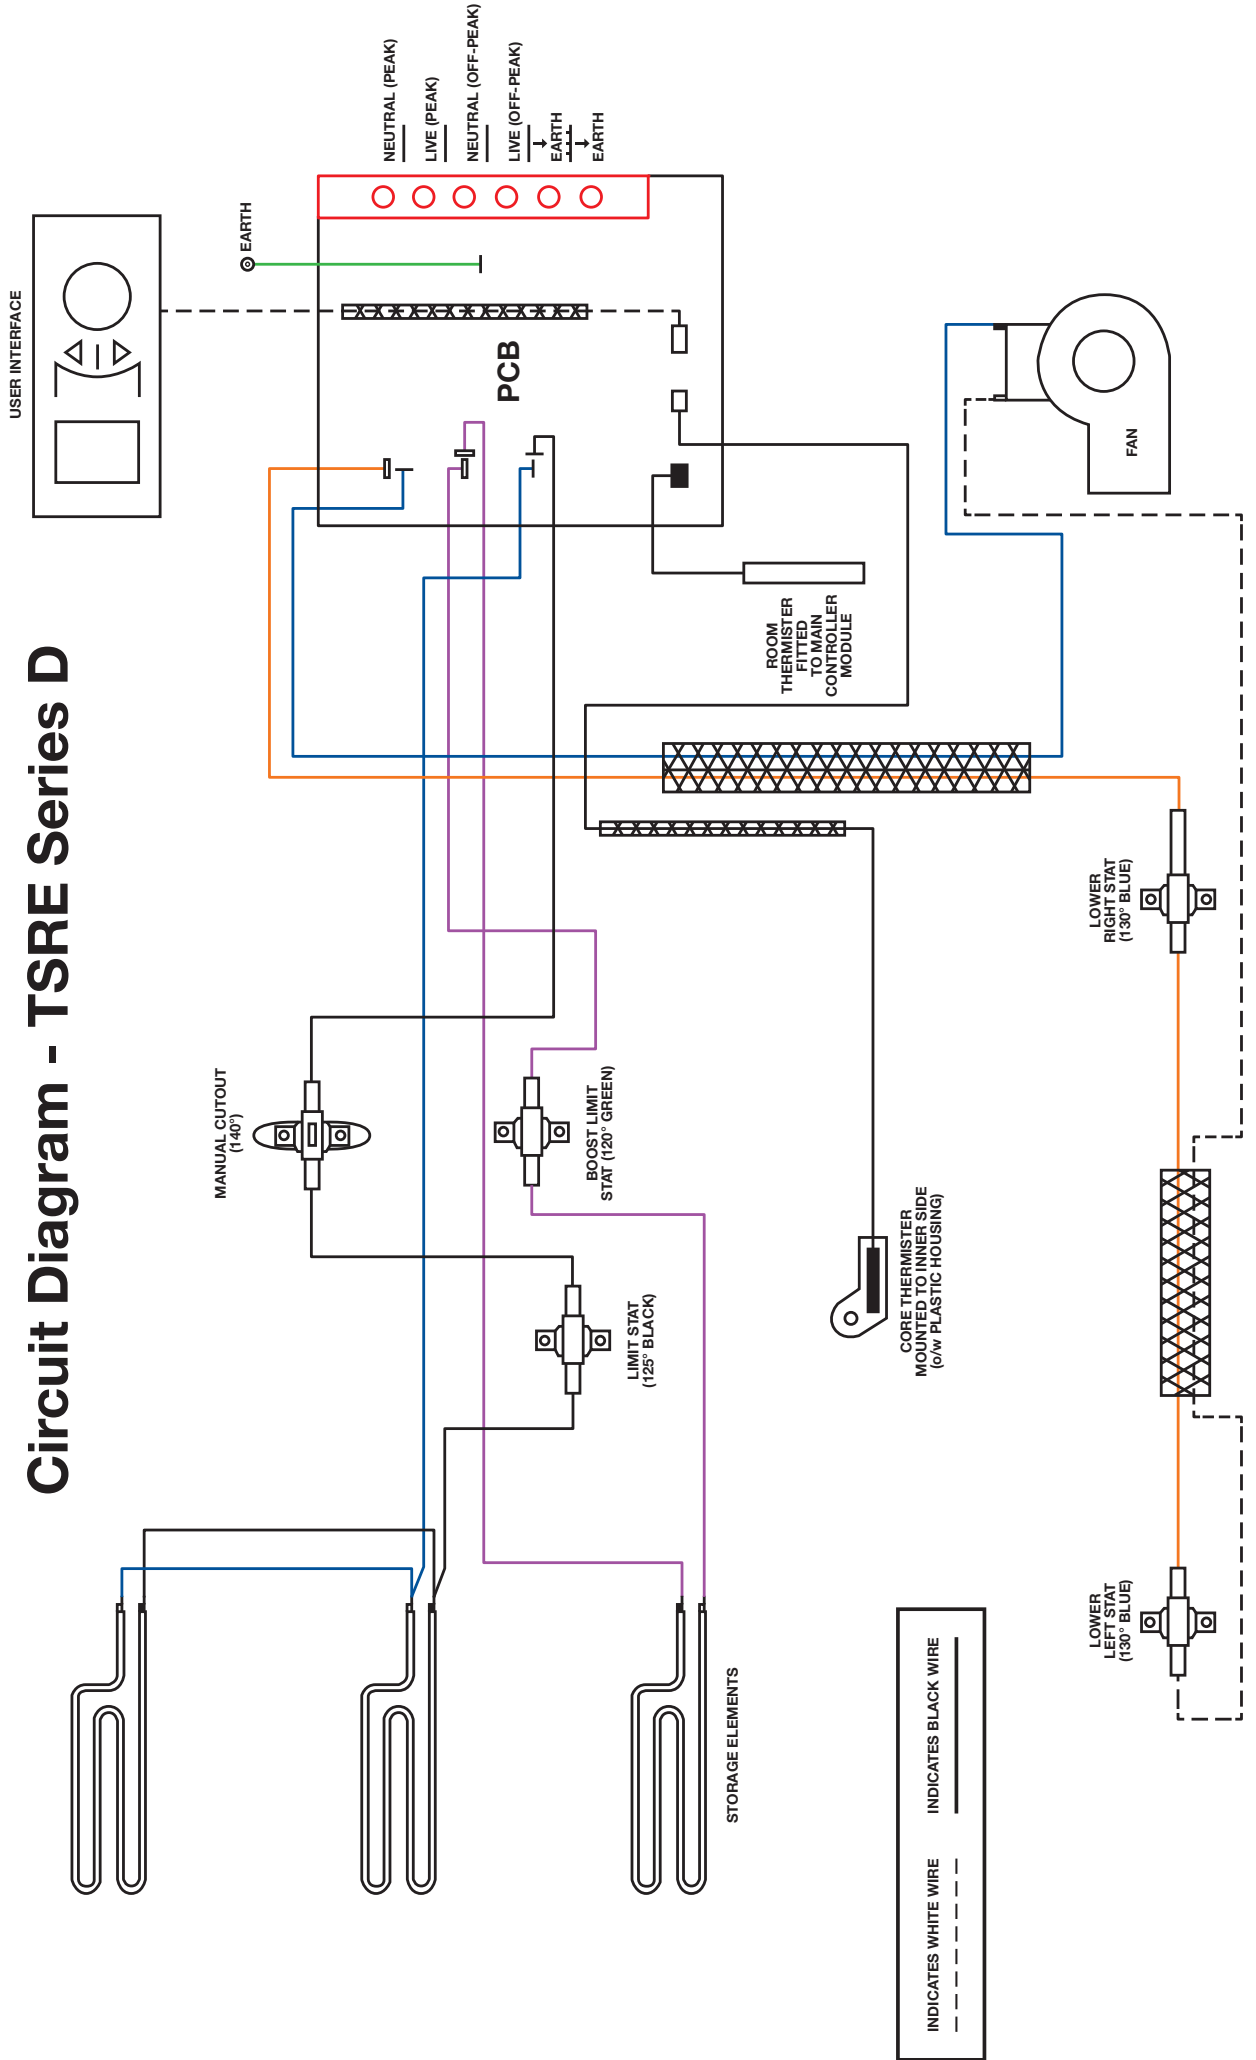 Circuit Diagram - TSRE Series D
USER INTERFACE
EARTH
NEUTRAL (PEAK)
LIVE (PEAK)
NEUTRAL (OFF-PEAK)
LIVE (OFF-PEAK)
EARTH
EARTH
PCB
MANUAL CUTOUT
(140°)
BOOST LIMIT
STAT (120° GREEN)
LIMIT STAT
(125° BLACK)
ROOM
THERMISTER
FITTED
TO MAIN
CONTROLLER
MODULE
FAN
STORAGE ELEMENTS
CORE THERMISTER
MOUNTED TO INNER SIDE
(o/w PLASTIC HOUSING)
LOWER
LEFT STAT
(130° BLUE)
LOWER
RIGHT STAT
(130° BLUE)
INDICATES WHITE WIRE
INDICATES BLACK WIRE